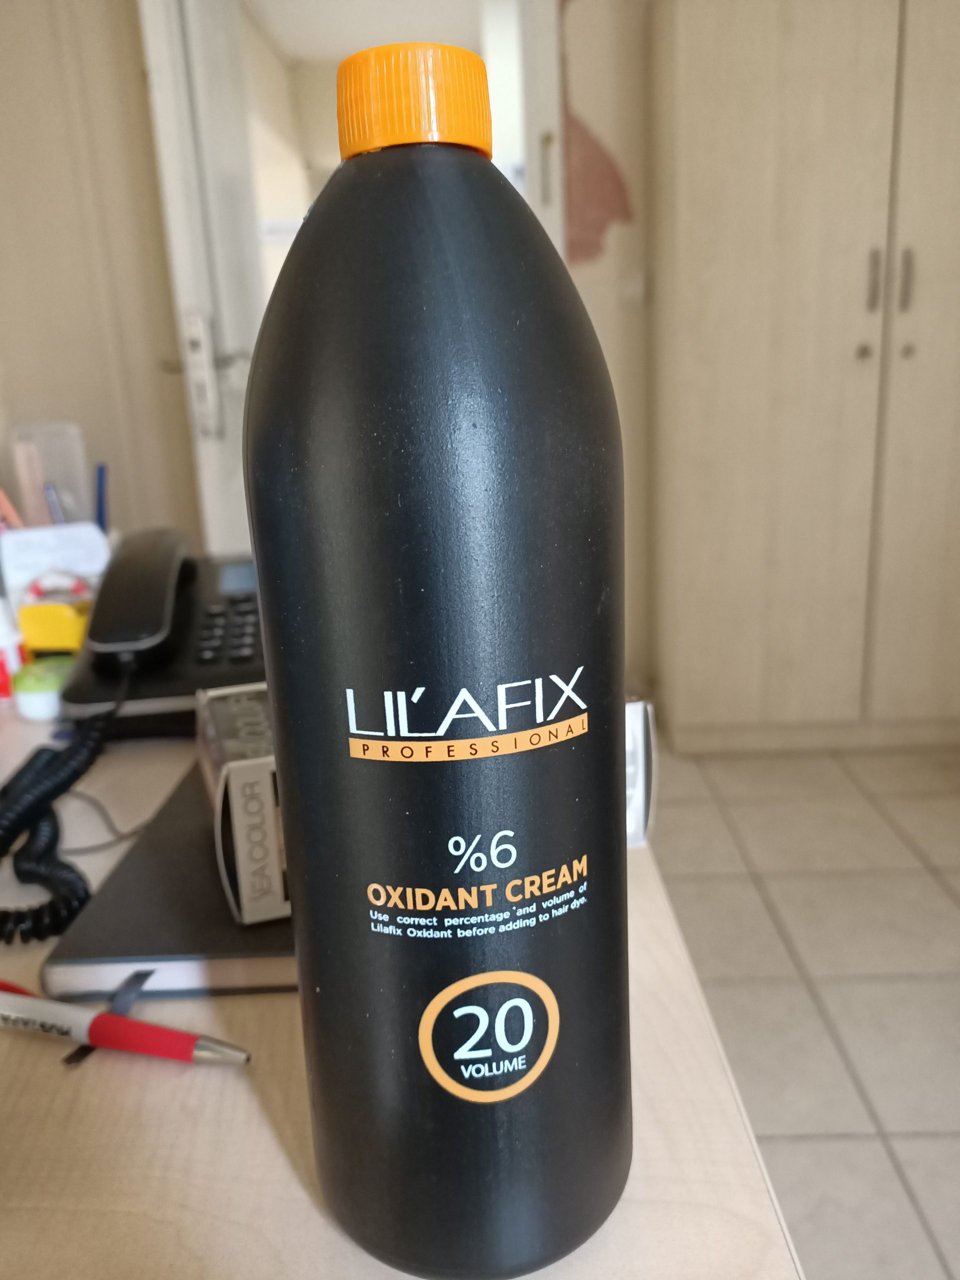 LIL'AFIX
PROFESSIONAL
%6
OXIDANT CREAM
Use correct percentage and volume of
Lilafix Oxidant before adding to hair dye.
20
VOLUME